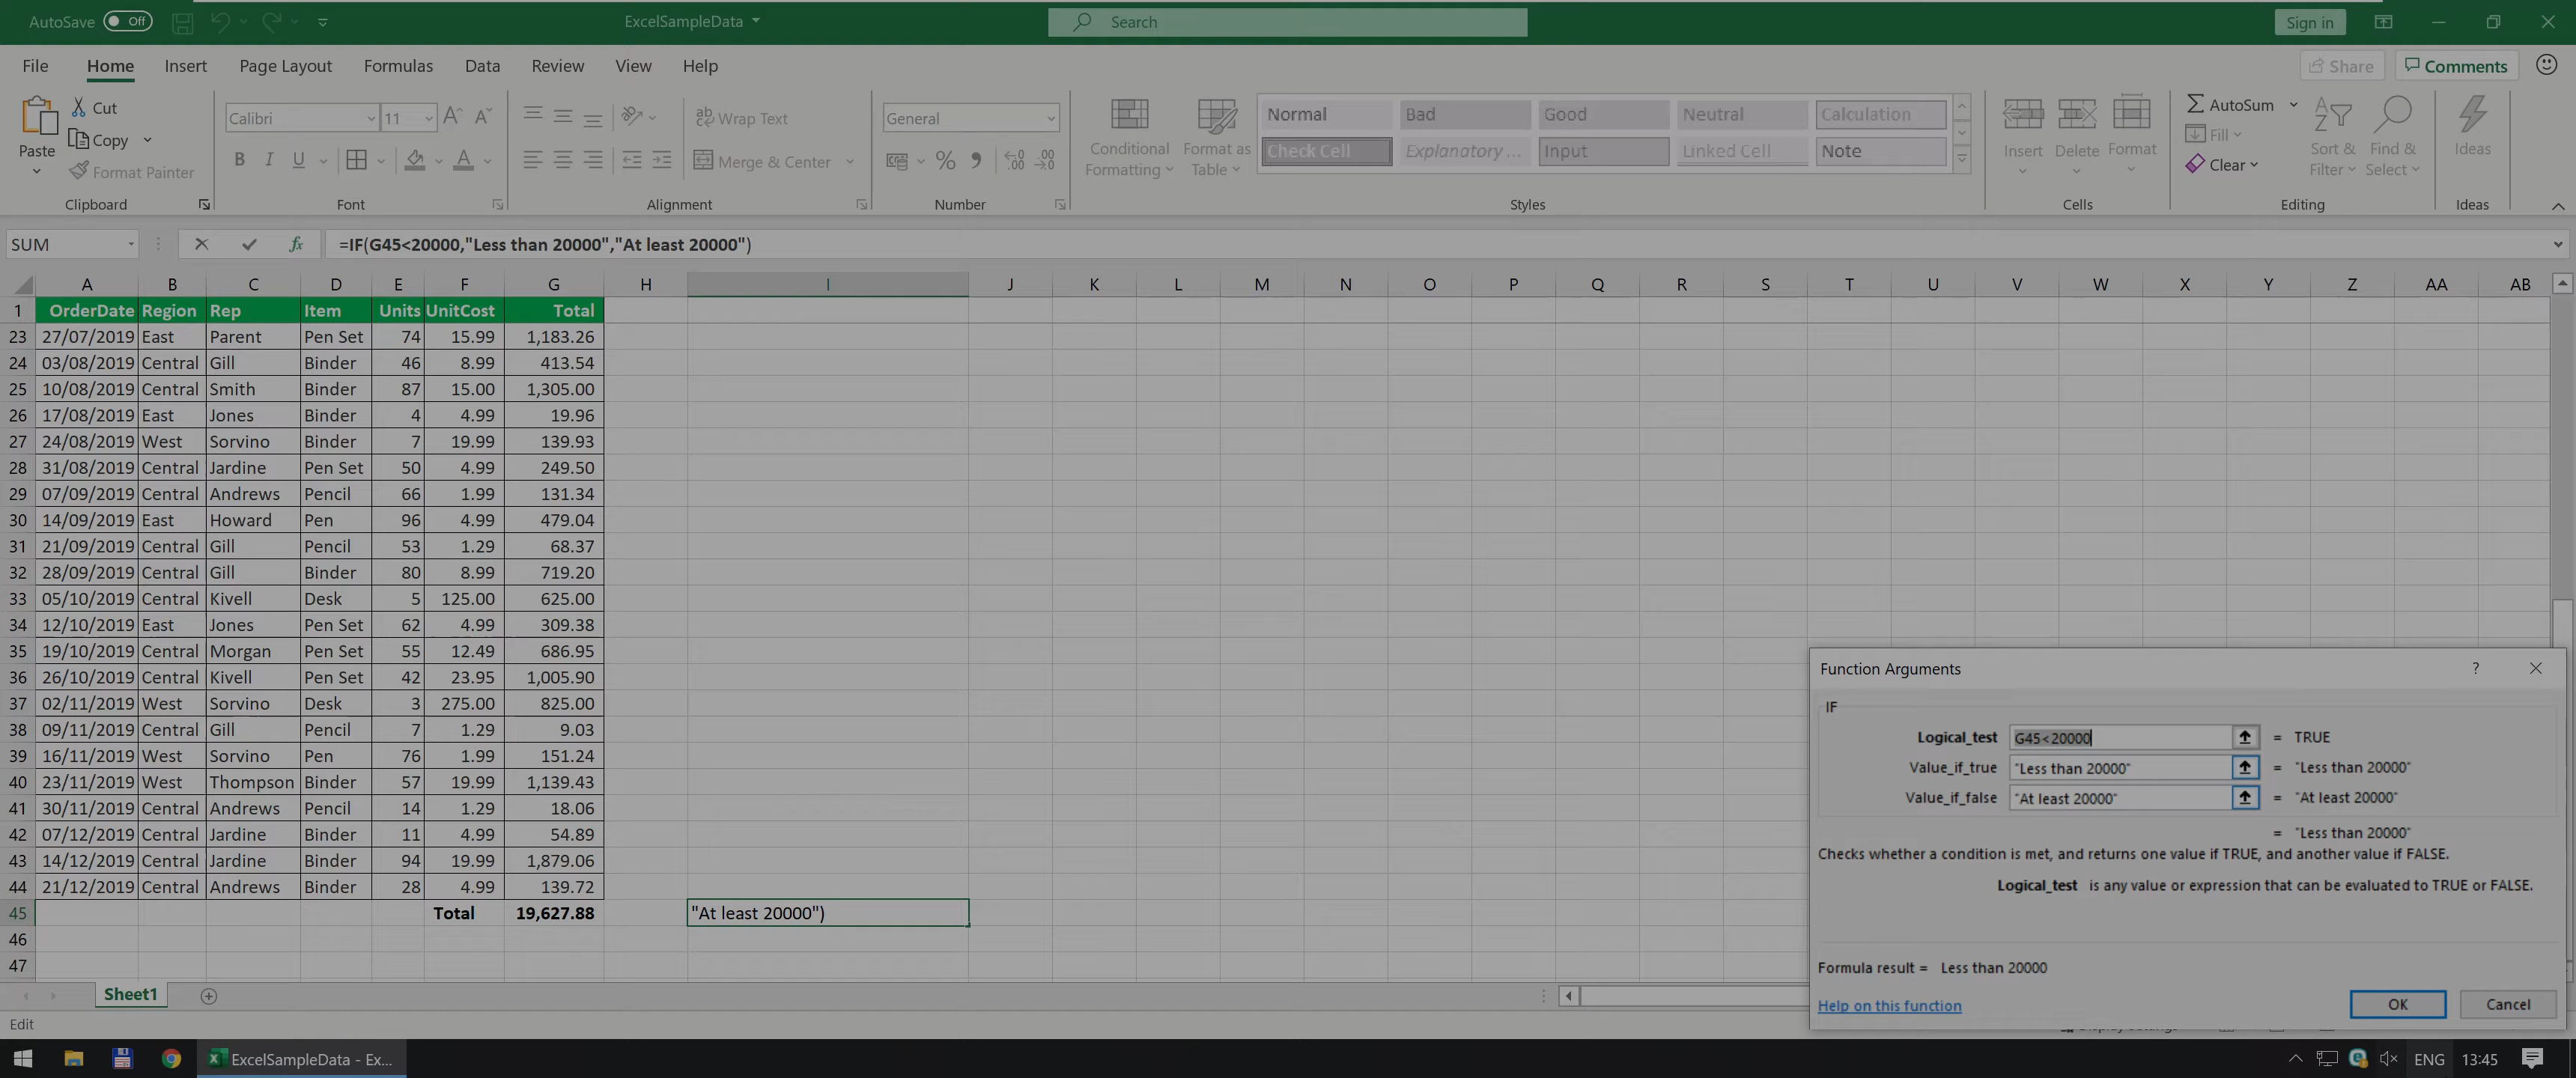 AutoSave Off ExcelSampleData Search Sign in
File Home Insert Page Layout Formulas Data Review View Help Share Comments
Paste Cut Copy Format Painter Clipboard
Calibri 11 B I U A Font
ab Wrap Text Merge & Center Alignment
General % Number
Conditional Formatting Format as Table
Normal Bad Good Neutral Calculation
Check Cell Explanatory ... Input Linked Cell Note
Styles
Insert Delete Format Cells
AutoSum Fill Clear Sort & Filter Find & Select Editing
Ideas Ideas
SUM fx =IF(G45<20000,"Less than 20000","At least 20000")
A B C D E F G H I J K L M N O P Q R S T U V W X Y Z AA AB
1 OrderDate Region Rep Item Units UnitCost Total
23 27/07/2019 East Parent Pen Set 74 15.99 1,183.26
24 03/08/2019 Central Gill Binder 46 8.99 413.54
25 10/08/2019 Central Smith Binder 87 15.00 1,305.00
26 17/08/2019 East Jones Binder 4 4.99 19.96
27 24/08/2019 West Sorvino Binder 7 19.99 139.93
28 31/08/2019 Central Jardine Pen Set 50 4.99 249.50
29 07/09/2019 Central Andrews Pencil 66 1.99 131.34
30 14/09/2019 East Howard Pen 96 4.99 479.04
31 21/09/2019 Central Gill Pencil 53 1.29 68.37
32 28/09/2019 Central Gill Binder 80 8.99 719.20
33 05/10/2019 Central Kivell Desk 5 125.00 625.00
34 12/10/2019 East Jones Pen Set 62 4.99 309.38
35 19/10/2019 Central Morgan Pen Set 55 12.49 686.95
36 26/10/2019 Central Kivell Pen Set 42 23.95 1,005.90
37 02/11/2019 West Sorvino Desk 3 275.00 825.00
38 09/11/2019 Central Gill Pencil 7 1.29 9.03
39 16/11/2019 West Sorvino Pen 76 1.99 151.24
40 23/11/2019 West Thompson Binder 57 19.99 1,139.43
41 30/11/2019 Central Andrews Pencil 14 1.29 18.06
42 07/12/2019 Central Jardine Binder 11 4.99 54.89
43 14/12/2019 Central Jardine Binder 94 19.99 1,879.06
44 21/12/2019 Central Andrews Binder 28 4.99 139.72
45 Total 19,627.88 "At least 20000")
46
47
Function Arguments ?
IF
Logical_test G45<20000 = TRUE
Value_if_true "Less than 20000" = "Less than 20000"
Value_if_false "At least 20000" = "At least 20000"
= "Less than 20000"
Checks whether a condition is met, and returns one value if TRUE, and another value if FALSE.
Logical_test is any value or expression that can be evaluated to TRUE or FALSE.
Formula result = Less than 20000
Help on this function OK Cancel
Sheet1
Edit
ExcelSampleData - Ex... ENG 13:45